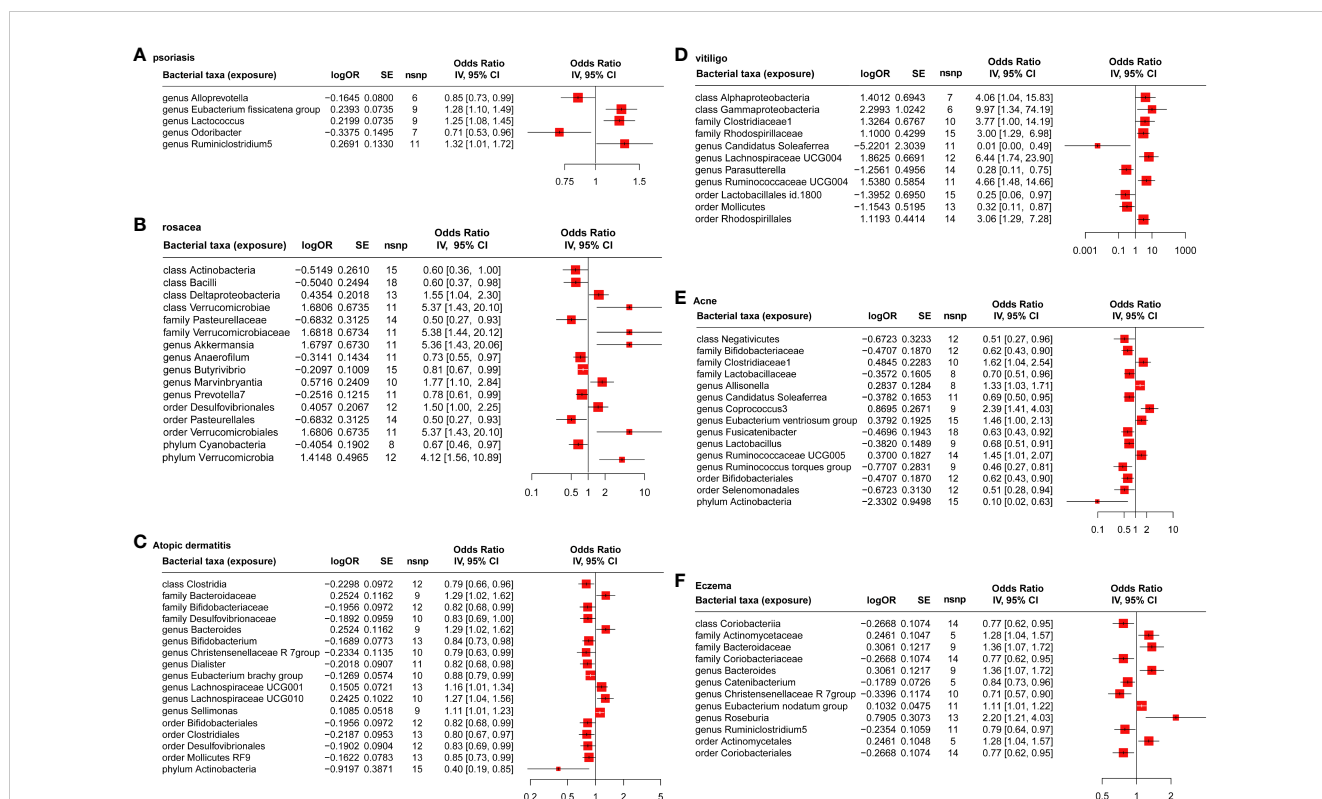 A psoriasis
Odds Ratio Odds Ratio
Bacterial taxa (exposure) logOR SE nsnp IV, 95% CI IV, 95% CI
genus Alloprevotella −0.1645 0.0800 6 0.85 [0.73, 0.99]
genus Eubacterium fissicatena group 0.2393 0.0735 9 1.28 [1.10, 1.49]
genus Lactococcus 0.2199 0.0735 9 1.25 [1.08, 1.45]
genus Odoribacter −0.3375 0.1495 7 0.71 [0.53, 0.96]
genus Ruminiclostridium5 0.2691 0.1330 11 1.32 [1.01, 1.72]
0.75 1 1.5
B rosacea
Odds Ratio Odds Ratio
Bacterial taxa (exposure) logOR SE nsnp IV, 95% CI IV, 95% CI
class Actinobacteria −0.5149 0.2610 15 0.60 [0.36, 1.00]
class Bacilli −0.5040 0.2494 18 0.60 [0.37, 0.98]
class Deltaproteobacteria 0.4354 0.2018 13 1.55 [1.04, 2.30]
class Verrucomicrobiae 1.6806 0.6735 11 5.37 [1.43, 20.10]
family Pasteurellaceae −0.6832 0.3125 14 0.50 [0.27, 0.93]
family Verrucomicrobiaceae 1.6818 0.6734 11 5.38 [1.44, 20.12]
genus Akkermansia 1.6797 0.6730 11 5.36 [1.43, 20.06]
genus Anaerofilum −0.3141 0.1434 11 0.73 [0.55, 0.97]
genus Butyrivibrio −0.2097 0.1009 15 0.81 [0.67, 0.99]
genus Marvinbryantia 0.5716 0.2409 10 1.77 [1.10, 2.84]
genus Prevotella7 −0.2516 0.1215 11 0.78 [0.61, 0.99]
order Desulfovibrionales 0.4057 0.2067 12 1.50 [1.00, 2.25]
order Pasteurellales −0.6832 0.3125 14 0.50 [0.27, 0.93]
order Verrucomicrobiales 1.6806 0.6735 11 5.37 [1.43, 20.10]
phylum Cyanobacteria −0.4054 0.1902 8 0.67 [0.46, 0.97]
phylum Verrucomicrobia 1.4148 0.4965 12 4.12 [1.56, 10.89]
0.1 0.5 1 2 10
C Atopic dermatitis
Odds Ratio Odds Ratio
Bacterial taxa (exposure) logOR SE nsnp IV, 95% CI IV, 95% CI
class Clostridia −0.2298 0.0972 12 0.79 [0.66, 0.96]
family Bacteroidaceae 0.2524 0.1162 9 1.29 [1.02, 1.62]
family Bifidobacteriaceae −0.1956 0.0972 12 0.82 [0.68, 0.99]
family Desulfovibrionaceae −0.1892 0.0959 10 0.83 [0.69, 1.00]
genus Bacteroides 0.2524 0.1162 9 1.29 [1.02, 1.62]
genus Bifidobacterium −0.1689 0.0773 13 0.84 [0.73, 0.98]
genus Christensenellaceae R 7group −0.2334 0.1135 10 0.79 [0.63, 0.99]
genus Dialister −0.2018 0.0907 11 0.82 [0.68, 0.98]
genus Eubacterium brachy group −0.1269 0.0574 10 0.88 [0.79, 0.99]
genus Lachnospiraceae UCG001 0.1505 0.0721 13 1.16 [1.01, 1.34]
genus Lachnospiraceae UCG010 0.2425 0.1022 10 1.27 [1.04, 1.56]
genus Sellimonas 0.1085 0.0518 9 1.11 [1.01, 1.23]
order Bifidobacteriales −0.1956 0.0972 12 0.82 [0.68, 0.99]
order Clostridiales −0.2187 0.0953 13 0.80 [0.67, 0.97]
order Desulfovibrionales −0.1902 0.0904 12 0.83 [0.69, 0.99]
order Mollicutes RF9 −0.1622 0.0783 13 0.85 [0.73, 0.99]
phylum Actinobacteria −0.9197 0.3871 15 0.40 [0.19, 0.85]
0.2 0.5 1 2 5
D vitiligo
Odds Ratio Odds Ratio
Bacterial taxa (exposure) logOR SE nsnp IV, 95% CI IV, 95% CI
class Alphaproteobacteria 1.4012 0.6943 7 4.06 [1.04, 15.83]
class Gammaproteobacteria 2.2993 1.0242 6 9.97 [1.34, 74.19]
family Clostridiaceae1 1.3264 0.6767 10 3.77 [1.00, 14.19]
family Rhodospirillaceae 1.1000 0.4299 15 3.00 [1.29, 6.98]
genus Candidatus Soleaferrea −5.2201 2.3039 11 0.01 [0.00, 0.49]
genus Lachnospiraceae UCG004 1.8625 0.6691 12 6.44 [1.74, 23.90]
genus Parasutterella −1.2561 0.4956 14 0.28 [0.11, 0.75]
genus Ruminococcaceae UCG004 1.5380 0.5854 11 4.66 [1.48, 14.66]
order Lactobacillales id.1800 −1.3952 0.6950 15 0.25 [0.06, 0.97]
order Mollicutes −1.1543 0.5195 13 0.32 [0.11, 0.87]
order Rhodospirillales 1.1193 0.4414 14 3.06 [1.29, 7.28]
0.001 0.1 1 10 1000
E Acne
Odds Ratio Odds Ratio
Bacterial taxa (exposure) logOR SE nsnp IV, 95% CI IV, 95% CI
class Negativicutes −0.6723 0.3233 12 0.51 [0.27, 0.96]
family Bifidobacteriaceae −0.4707 0.1870 12 0.62 [0.43, 0.90]
family Clostridiaceae1 0.4845 0.2283 10 1.62 [1.04, 2.54]
family Lactobacillaceae −0.3572 0.1605 8 0.70 [0.51, 0.96]
genus Allisonella 0.2837 0.1284 8 1.33 [1.03, 1.71]
genus Candidatus Soleaferrea −0.3782 0.1653 11 0.69 [0.50, 0.95]
genus Coprococcus3 0.8695 0.2671 9 2.39 [1.41, 4.03]
genus Eubacterium ventriosum group 0.3792 0.1925 15 1.46 [1.00, 2.13]
genus Fusicatenibacter −0.4696 0.1943 18 0.63 [0.43, 0.92]
genus Lactobacillus −0.3820 0.1489 9 0.68 [0.51, 0.91]
genus Ruminococcaceae UCG005 0.3700 0.1827 14 1.45 [1.01, 2.07]
genus Ruminococcus torques group −0.7707 0.2831 9 0.46 [0.27, 0.81]
order Bifidobacteriales −0.4707 0.1870 12 0.62 [0.43, 0.90]
order Selenomonadales −0.6723 0.3130 12 0.51 [0.28, 0.94]
phylum Actinobacteria −2.3302 0.9498 15 0.10 [0.02, 0.63]
0.1 0.5 1 2 10
F Eczema
Odds Ratio Odds Ratio
Bacterial taxa (exposure) logOR SE nsnp IV, 95% CI IV, 95% CI
class Coriobacteriia −0.2668 0.1074 14 0.77 [0.62, 0.95]
family Actinomycetaceae 0.2461 0.1047 5 1.28 [1.04, 1.57]
family Bacteroidaceae 0.3061 0.1217 9 1.36 [1.07, 1.72]
family Coriobacteriaceae −0.2668 0.1074 14 0.77 [0.62, 0.95]
genus Bacteroides 0.3061 0.1217 9 1.36 [1.07, 1.72]
genus Catenibacterium −0.1789 0.0726 5 0.84 [0.73, 0.96]
genus Christensenellaceae R 7group −0.3396 0.1174 10 0.71 [0.57, 0.90]
genus Eubacterium nodatum group 0.1032 0.0475 11 1.11 [1.01, 1.22]
genus Roseburia 0.7905 0.3073 13 2.20 [1.21, 4.03]
genus Ruminiclostridium5 −0.2354 0.1059 11 0.79 [0.64, 0.97]
order Actinomycetales 0.2461 0.1048 5 1.28 [1.04, 1.57]
order Coriobacteriales −0.2668 0.1074 14 0.77 [0.62, 0.95]
0.5 1 2